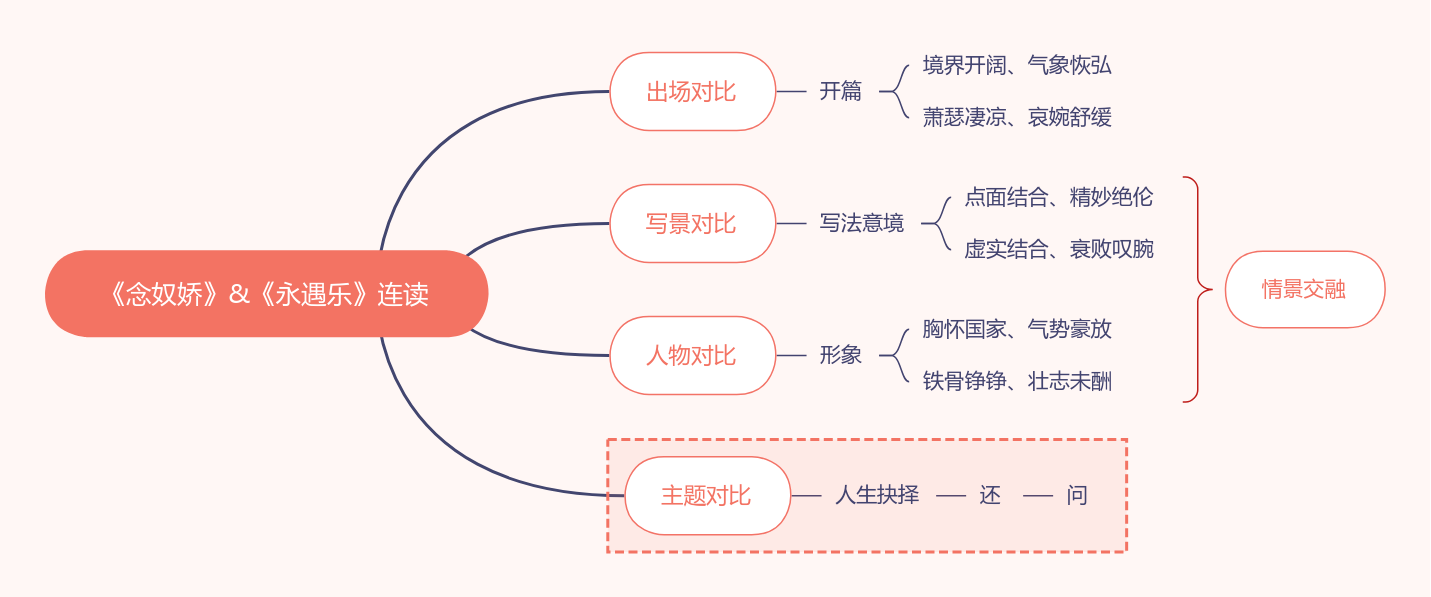 《念奴娇》&《永遇乐》连读
出场对比
开篇
境界开阔、气象恢弘
萧瑟凄凉、哀婉舒缓
写景对比
写法意境
点面结合、精妙绝伦
虚实结合、衰败叹腕
人物对比
形象
胸怀国家、气势豪放
铁骨铮铮、壮志未酬
情景交融
主题对比
人生抉择
还
问